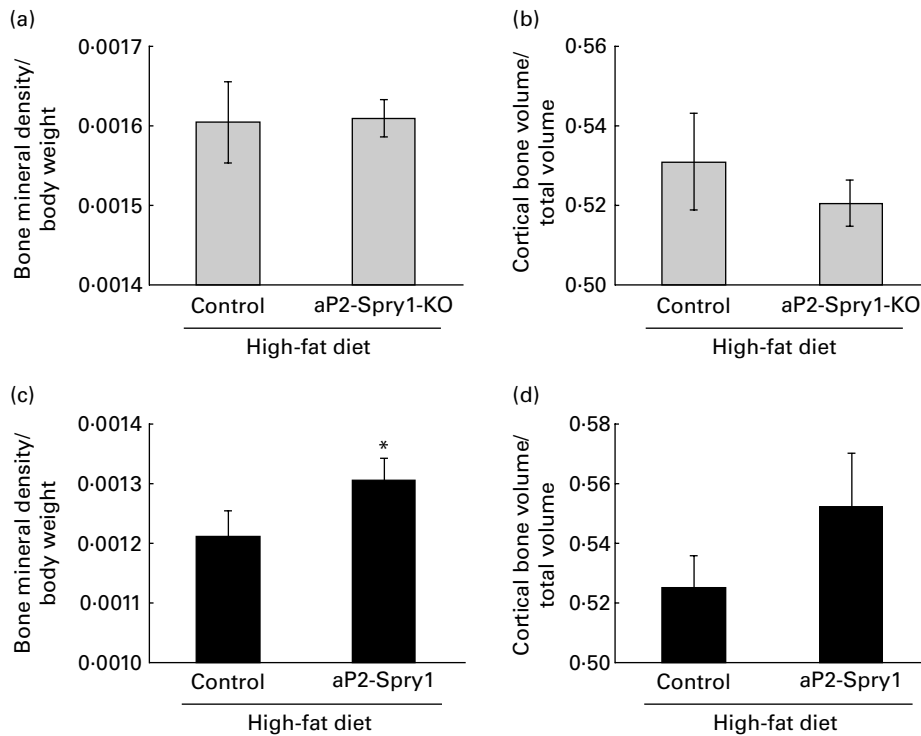 (a)
Bone mineral density/
body weight
0·0017
0·0016
0·0015
0·0014
Control
aP2-Spry1-KO
High-fat diet
(b)
Cortical bone volume/
total volume
0·56
0·54
0·52
0·50
Control
aP2-Spry1-KO
High-fat diet
(c)
Bone mineral density/
body weight
0·0014
0·0013
0·0012
0·0011
0·0010
*
Control
aP2-Spry1
High-fat diet
(d)
Cortical bone volume/
total volume
0·58
0·56
0·54
0·52
0·50
Control
aP2-Spry1
High-fat diet